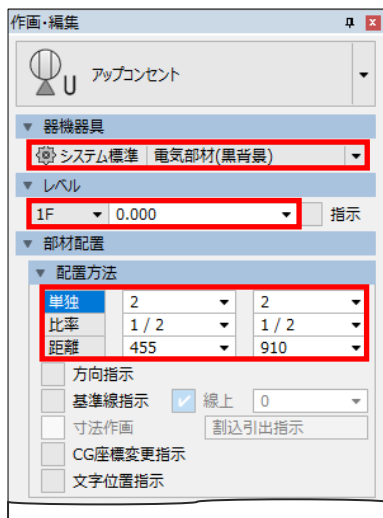 作画・編集
U アップコンセント
▼ 器機器具
システム標準 電気部材(黒背景)
▼ レベル
1F 0.000 指示
▼ 部材配置
▼ 配置方法
単独 2 2
比率 1 / 2 1 / 2
距離 455 910
方向指示
基準線指示 線上 0
寸法作画 割込引出指示
CG座標変更指示
文字位置指示